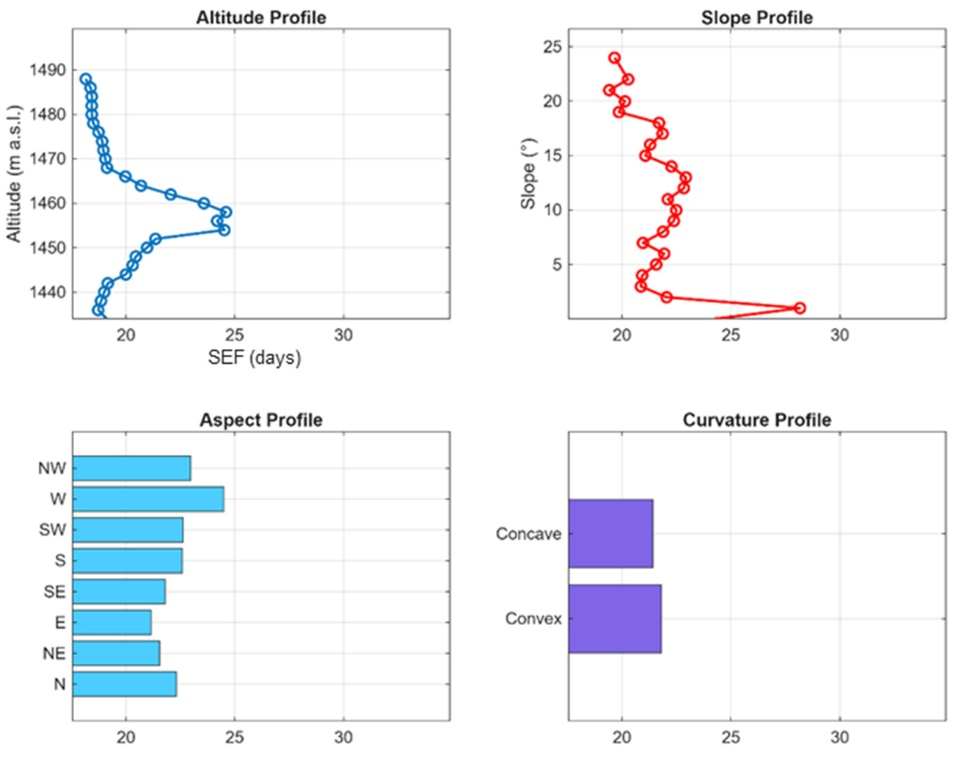 Altitude Profile
1490
1480
1470
1460
1450
1440
Altitude (m a.s.l.)
20 25 30
SEF (days)
Slope Profile
25
20
15
10
5
Slope (°)
20 25 30
Aspect Profile
NW
W
SW
S
SE
E
NE
N
20 25 30
Curvature Profile
Concave
Convex
20 25 30